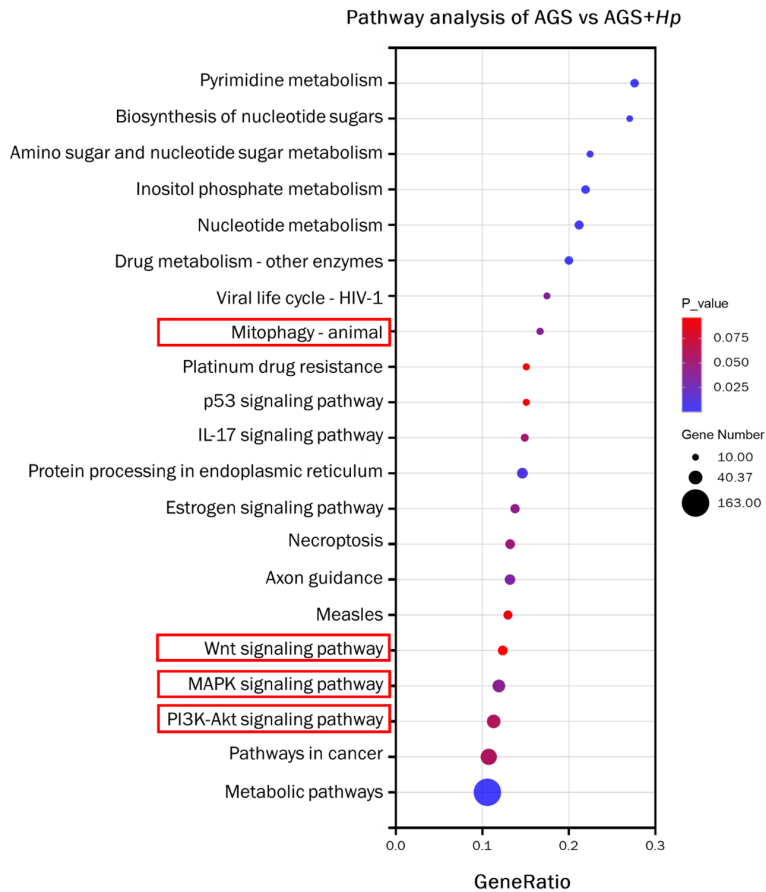 Pathway analysis of AGS vs AGS+Hp
Pyrimidine metabolism
Biosynthesis of nucleotide sugars
Amino sugar and nucleotide sugar metabolism
Inositol phosphate metabolism
Nucleotide metabolism
Drug metabolism - other enzymes
Viral life cycle - HIV-1
Mitophagy - animal
Platinum drug resistance
p53 signaling pathway
IL-17 signaling pathway
Protein processing in endoplasmic reticulum
Estrogen signaling pathway
Necroptosis
Axon guidance
Measles
Wnt signaling pathway
MAPK signaling pathway
PI3K-Akt signaling pathway
Pathways in cancer
Metabolic pathways
0.0 0.1 0.2 0.3
GeneRatio
P_value
0.075
0.050
0.025
Gene Number
10.00
40.37
163.00